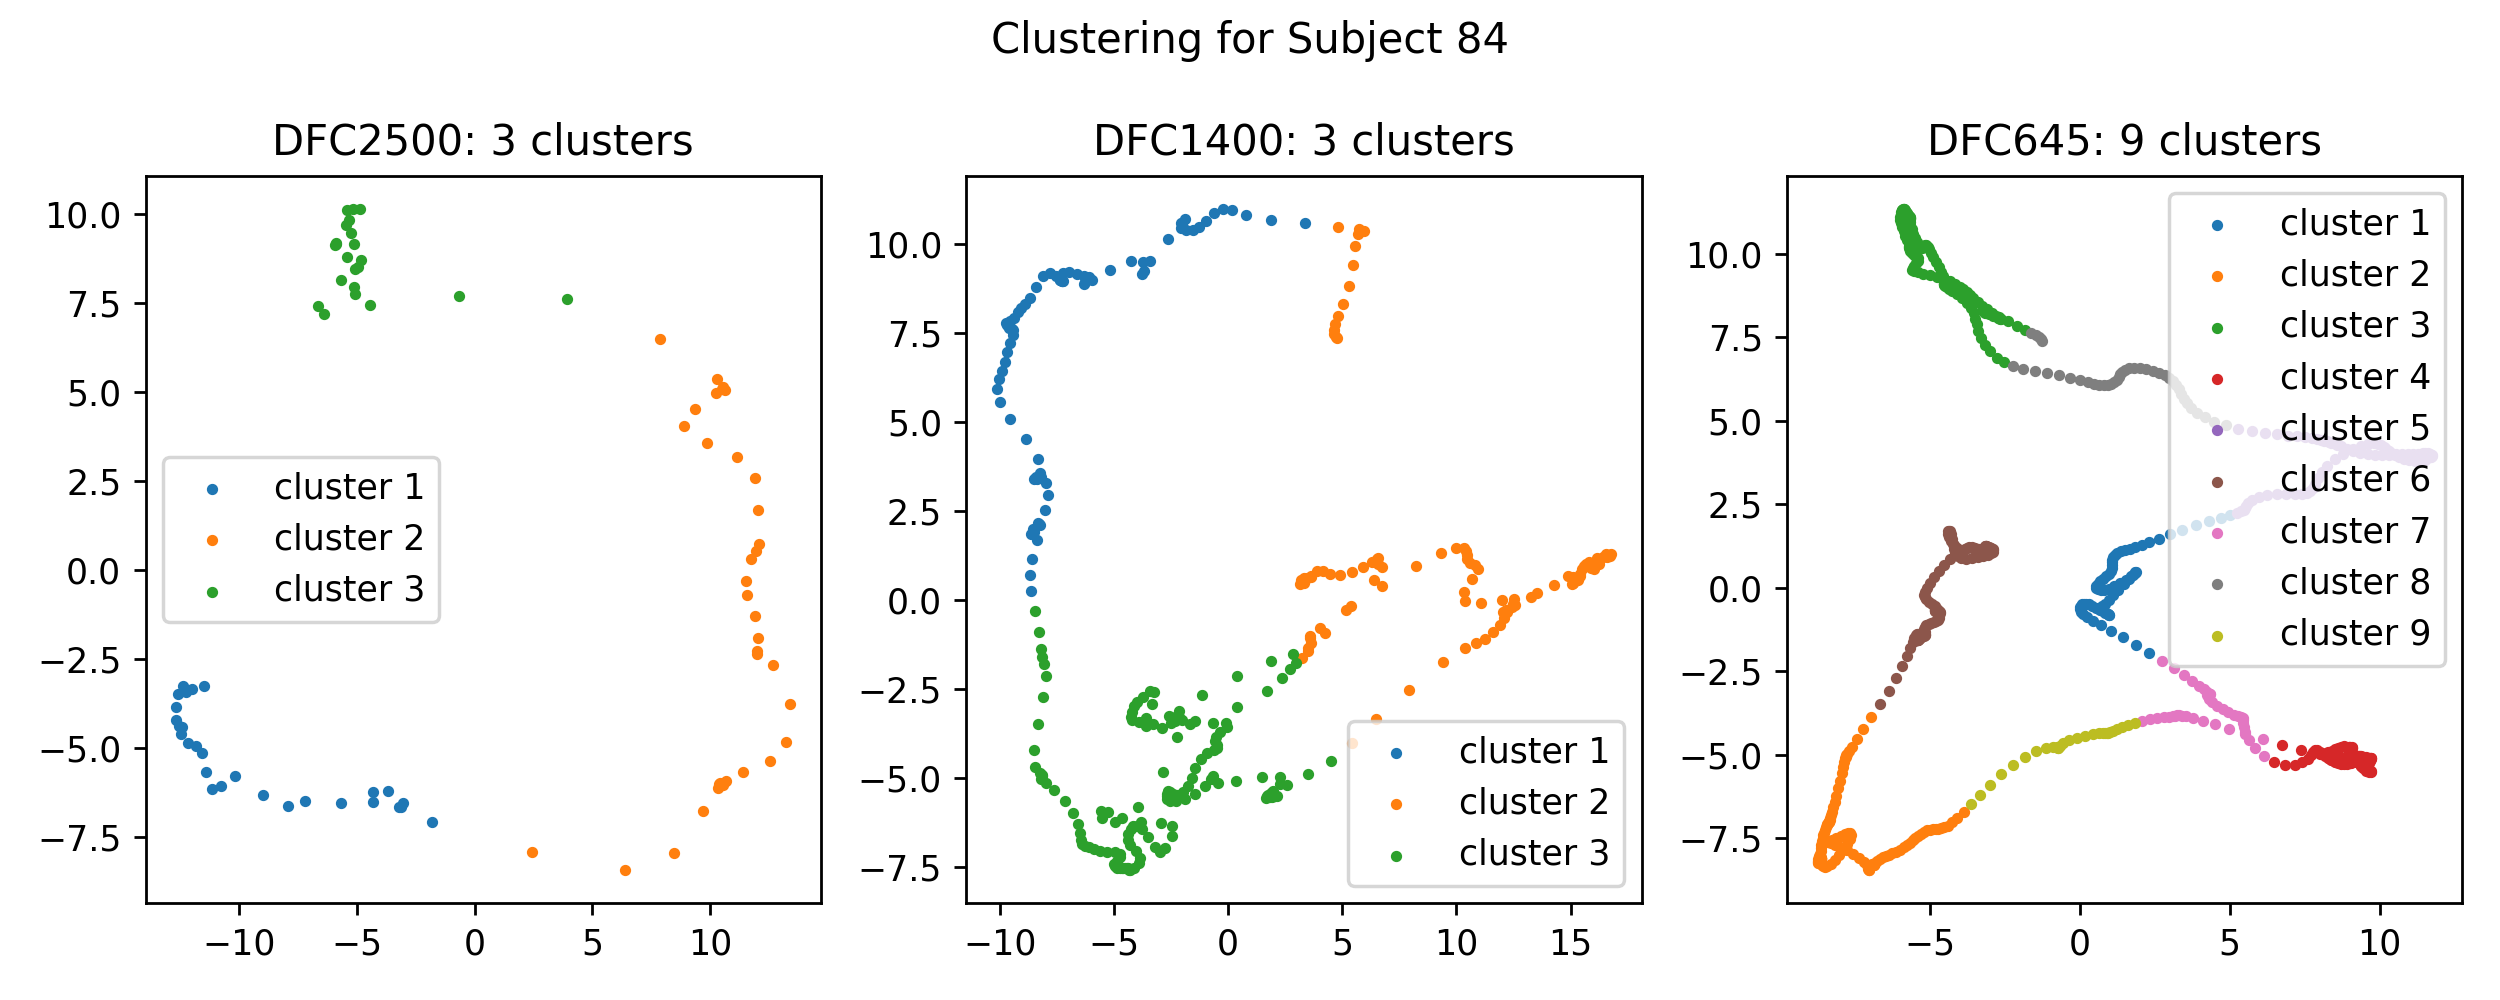 Clustering for Subject 84
DFC2500: 3 clusters
10.0
7.5
5.0
2.5
0.0
−2.5
−5.0
−7.5
−10
−5
0
5
10
cluster 1
cluster 2
cluster 3
DFC1400: 3 clusters
10.0
7.5
5.0
2.5
0.0
−2.5
−5.0
−7.5
−10
−5
0
5
10
15
cluster 1
cluster 2
cluster 3
DFC645: 9 clusters
10.0
7.5
5.0
2.5
0.0
−2.5
−5.0
−7.5
−5
0
5
10
cluster 1
cluster 2
cluster 3
cluster 4
cluster 5
cluster 6
cluster 7
cluster 8
cluster 9